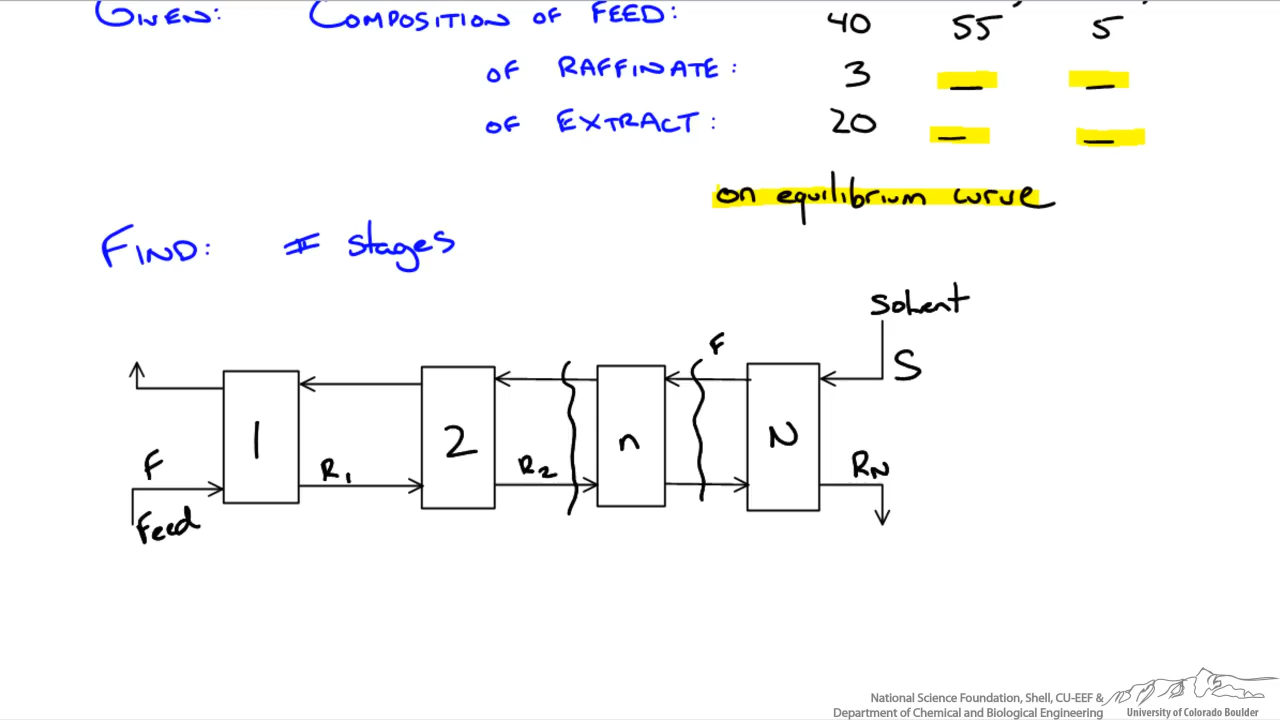 GIVEN: COMPOSITION OF FEED: 40 55 5
OF RAFFINATE: 3 _ _
OF EXTRACT: 20 _ _
on equilibrium curve
FIND: # stages
Solvent
F
S
1 2 n N
F R1 R2 RN
Feed
National Science Foundation, Shell, CU-EEF &
Department of Chemical and Biological Engineering
University of Colorado Boulder